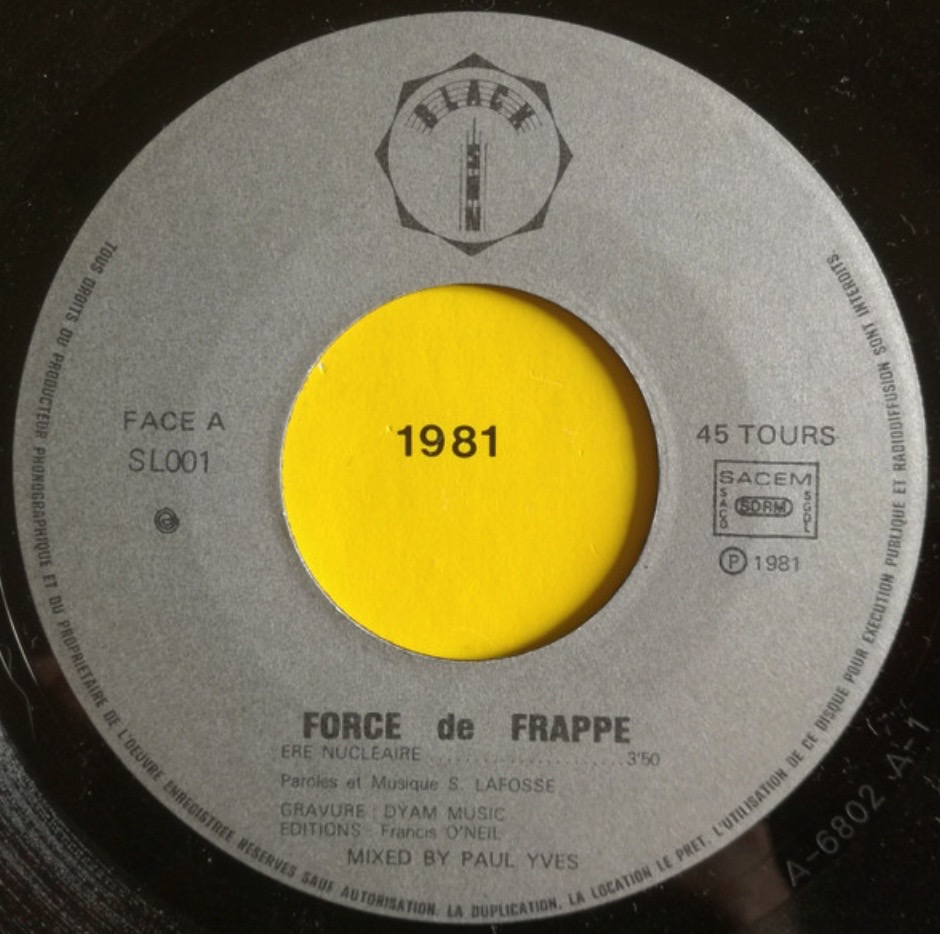 BLACK
SUN
TOUS DROITS DU PRODUCTEUR PHONOGRAPHIQUE ET DU PROPRIETAIRE DE L'OEUVRE ENREGISTREE RESERVES SAUF AUTORISATION. LA DUPLICATION, LA LOCATION LE PRET, L'UTILISATION DE CE DISQUE POUR EXECUTION PUBLIQUE ET RADIODIFFUSION SONT INTERDITS.
FACE A
SL001
1981
45 TOURS
SACEM
SACD SDRM SGDL
Ⓟ 1981
FORCE de FRAPPE
ERE NUCLÉAIRE ........................3'50
Paroles et Musique S. LAFOSSE
GRAVURE : DYAM MUSIC
EDITIONS : Francis O'NEIL
MIXED BY PAUL YVES
A-6802 A-1